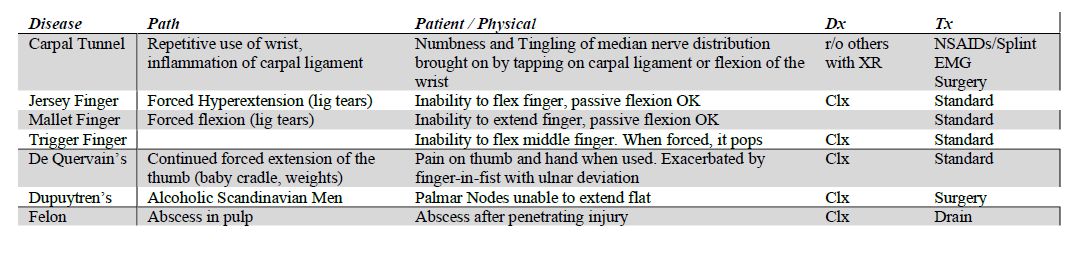 Disease Path Patient / Physical Dx Tx
Carpal Tunnel Repetitive use of wrist, Numbness and Tingling of median nerve distribution r/o others NSAIDs/Splint
inflammation of carpal ligament brought on by tapping on carpal ligament or flexion of the with XR EMG
wrist Surgery
Jersey Finger Forced Hyperextension (lig tears) Inability to flex finger, passive flexion OK Clx Standard
Mallet Finger Forced flexion (lig tears) Inability to extend finger, passive flexion OK Standard
Trigger Finger Inability to flex middle finger. When forced, it pops Clx Standard
De Quervain's Continued forced extension of the Pain on thumb and hand when used. Exacerbated by Clx Standard
thumb (baby cradle, weights) finger-in-fist with ulnar deviation
Dupuytren's Alcoholic Scandinavian Men Palmar Nodes unable to extend flat Clx Surgery
Felon Abscess in pulp Abscess after penetrating injury Clx Drain